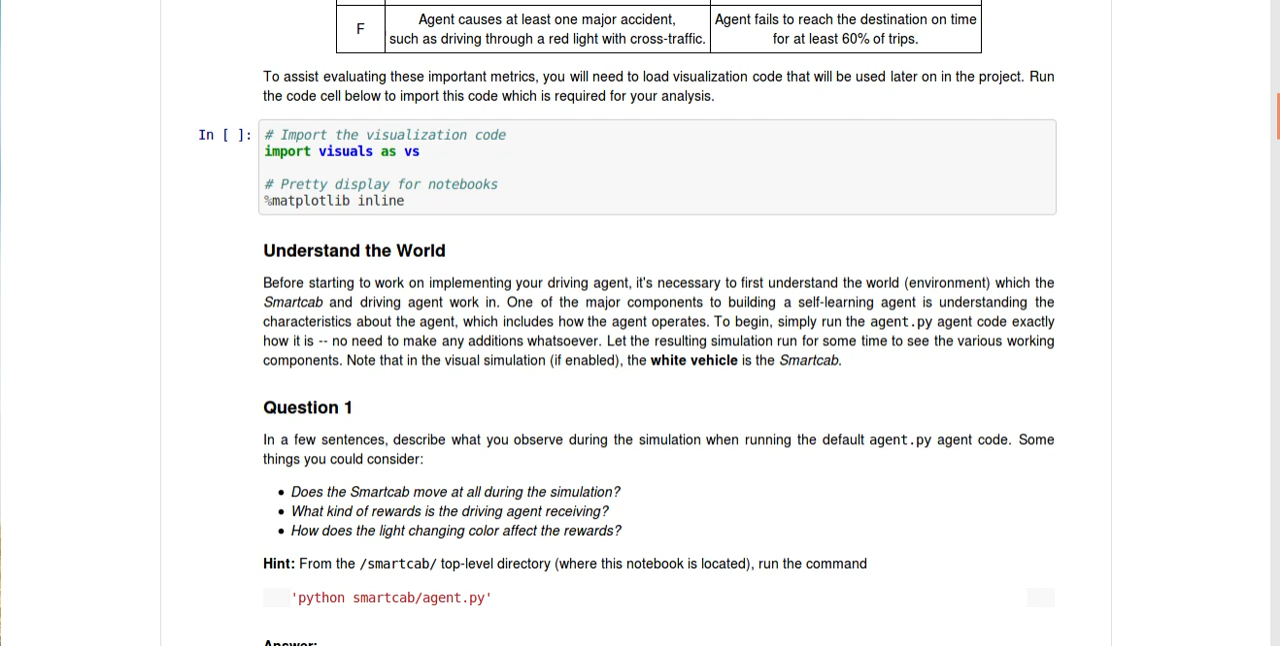 F
Agent causes at least one major accident,
such as driving through a red light with cross-traffic.
Agent fails to reach the destination on time
for at least 60% of trips.
To assist evaluating these important metrics, you will need to load visualization code that will be used later on in the project. Run
the code cell below to import this code which is required for your analysis.
In [ ]:
# Import the visualization code
import visuals as vs
# Pretty display for notebooks
%matplotlib inline
Understand the World
Before starting to work on implementing your driving agent, it's necessary to first understand the world (environment) which the
Smartcab and driving agent work in. One of the major components to building a self-learning agent is understanding the
characteristics about the agent, which includes how the agent operates. To begin, simply run the agent.py agent code exactly
how it is -- no need to make any additions whatsoever. Let the resulting simulation run for some time to see the various working
components. Note that in the visual simulation (if enabled), the white vehicle is the Smartcab.
Question 1
In a few sentences, describe what you observe during the simulation when running the default agent.py agent code. Some
things you could consider:
• Does the Smartcab move at all during the simulation?
• What kind of rewards is the driving agent receiving?
• How does the light changing color affect the rewards?
Hint: From the /smartcab/ top-level directory (where this notebook is located), run the command
'python smartcab/agent.py'
Answer: